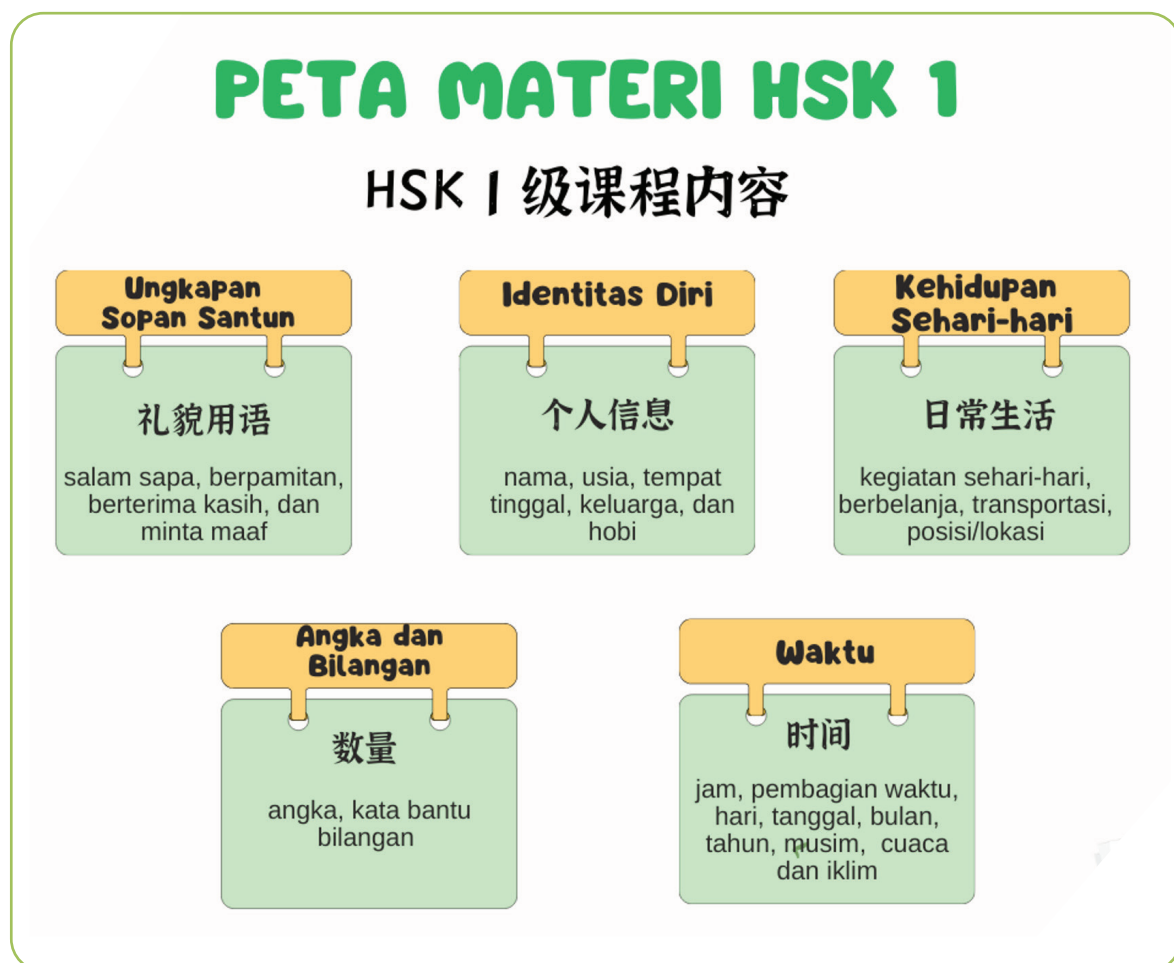 PETA MATERI HSK 1
HSK 1 级课程内容
Ungkapan
Sopan Santun
礼貌用语
salam sapa, berpamitan,
berterima kasih, dan
minta maaf
Identitas Diri
个人信息
nama, usia, tempat
tinggal, keluarga, dan
hobi
Kehidupan
Sehari-hari
日常生活
kegiatan sehari-hari,
berbelanja, transportasi,
posisi/lokasi
Angka dan
Bilangan
数量
angka, kata bantu
bilangan
Waktu
时间
jam, pembagian waktu,
hari, tanggal, bulan,
tahun, musim, cuaca
dan iklim